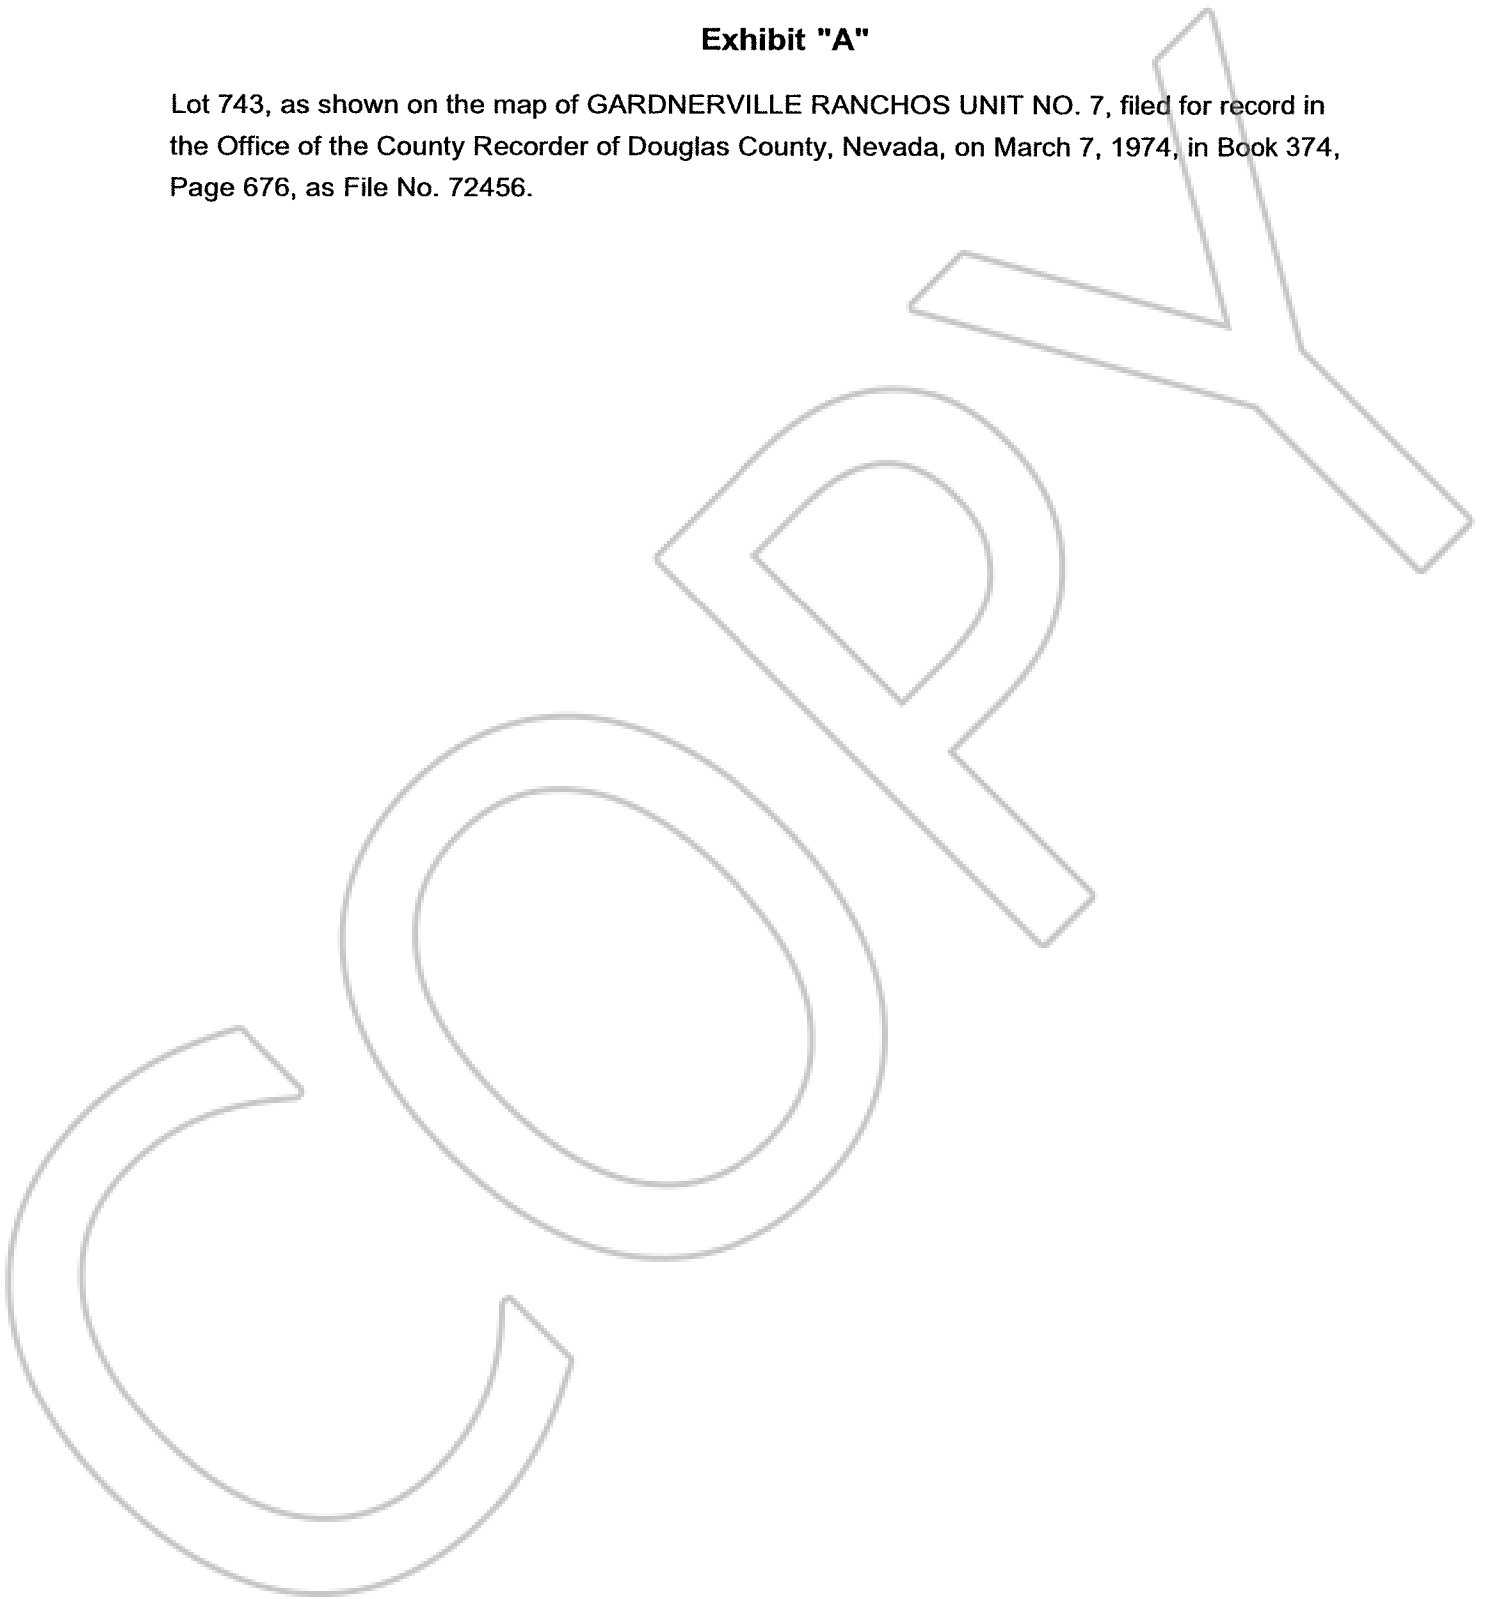 Exhibit "A"
Lot 743, as shown on the map of GARDNERVILLE RANCHOS UNIT NO. 7, filed for record in
the Office of the County Recorder of Douglas County, Nevada, on March 7, 1974, in Book 374,
Page 676, as File No. 72456.
COPY